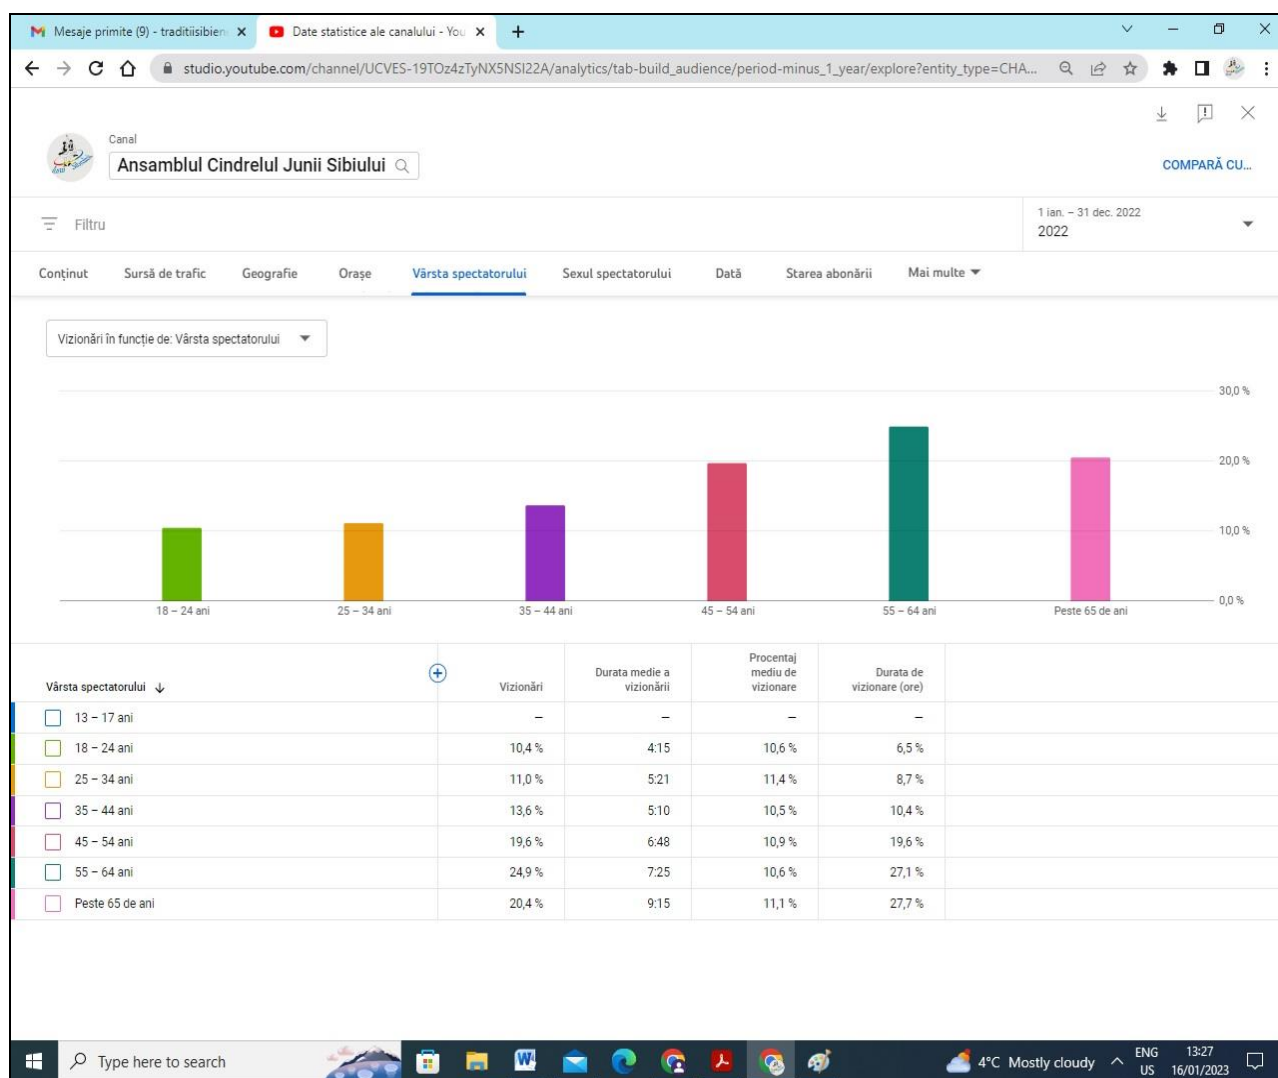 Mesaje primite (9) - traditiisibien
Date statistice ale canalului - You
studio.youtube.com/channel/UCVES-19TOz4zTyNX5NSI22A/analytics/tab-build_audience/period-minus_1_year/explore?entity_type=CHA...
Canal
Ansamblul Cindrelul Junii Sibiului
COMPARĂ CU...
Filtru
1 ian. – 31 dec. 2022
2022
Conținut Sursă de trafic Geografie Orașe Vârsta spectatorului Sexul spectatorului Dată Starea abonării Mai multe
Vizionări în funcție de: Vârsta spectatorului
30,0 %
20,0 %
10,0 %
0,0 %
18 – 24 ani 25 – 34 ani 35 – 44 ani 45 – 54 ani 55 – 64 ani Peste 65 de ani
Vârsta spectatorului Vizionări Durata medie a vizionării Procentaj mediu de vizionare Durata de vizionare (ore)
13 – 17 ani – – – –
18 – 24 ani 10,4 % 4:15 10,6 % 6,5 %
25 – 34 ani 11,0 % 5:21 11,4 % 8,7 %
35 – 44 ani 13,6 % 5:10 10,5 % 10,4 %
45 – 54 ani 19,6 % 6:48 10,9 % 19,6 %
55 – 64 ani 24,9 % 7:25 10,6 % 27,1 %
Peste 65 de ani 20,4 % 9:15 11,1 % 27,7 %
Type here to search
4°C Mostly cloudy
ENG
US
13:27
16/01/2023